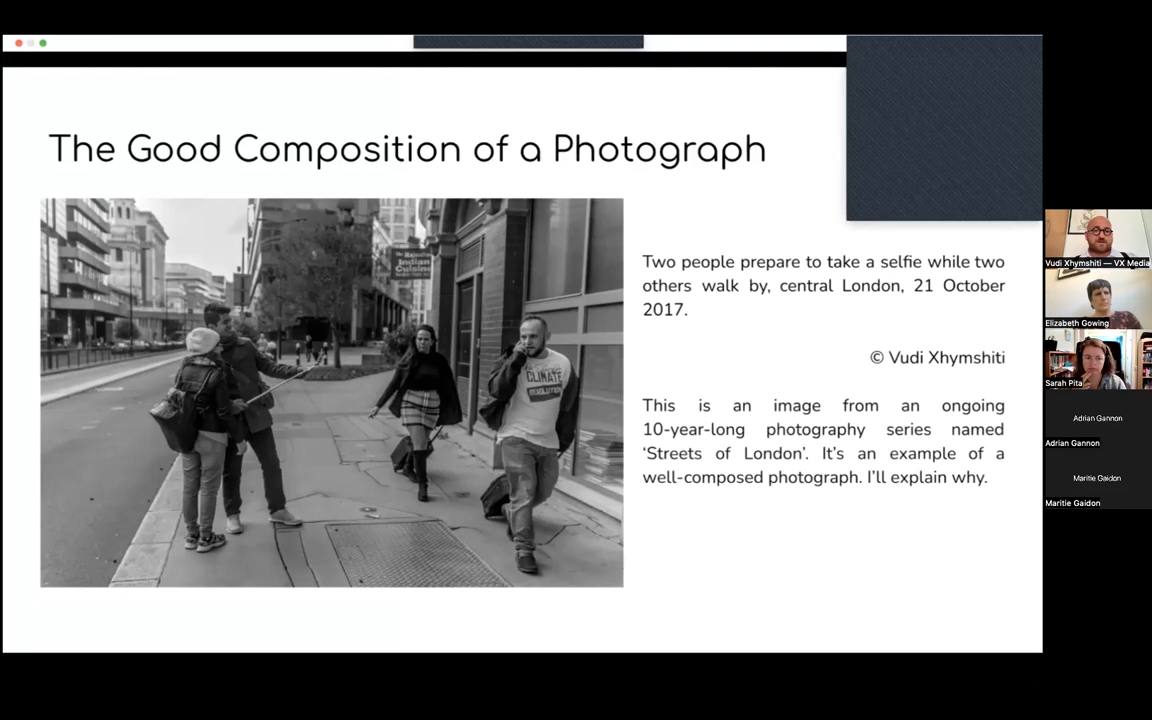 The Good Composition of a Photograph
Indian
Cuisine
CLIMATE
REVOLUTION
Two people prepare to take a selfie while two
others walk by, central London, 21 October
2017.
© Vudi Xhymshiti
This is an image from an ongoing
10-year-long photography series named
‘Streets of London’. It’s an example of a
well-composed photograph. I’ll explain why.
Vudi Xhymshiti — VX Media
Elizabeth Gowing
Sarah Pita
Adrian Gannon
Adrian Gannon
Maritie Gaidon
Maritie Gaidon